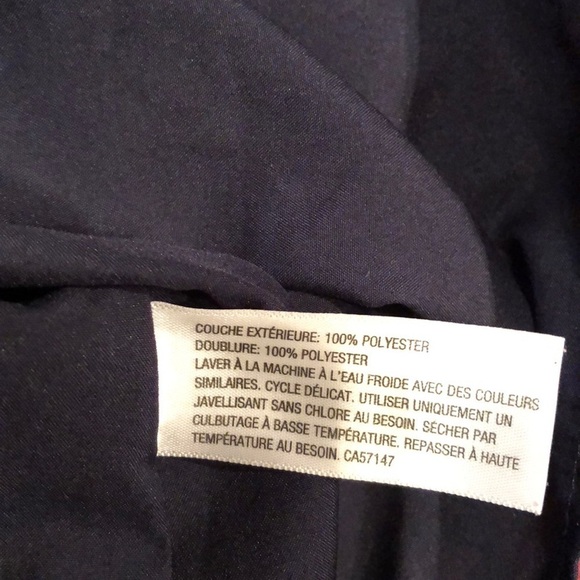 COUCHE EXTÉRIEURE: 100% POLYESTER
DOUBLURE: 100% POLYESTER
LAVER À LA MACHINE À L'EAU FROIDE AVEC DES COULEURS
SIMILAIRES. CYCLE DÉLICAT. UTILISER UNIQUEMENT UN
JAVELLISANT SANS CHLORE AU BESOIN. SÉCHER PAR
CULBUTAGE À BASSE TEMPÉRATURE. REPASSER À HAUTE
TEMPÉRATURE AU BESOIN. CA57147